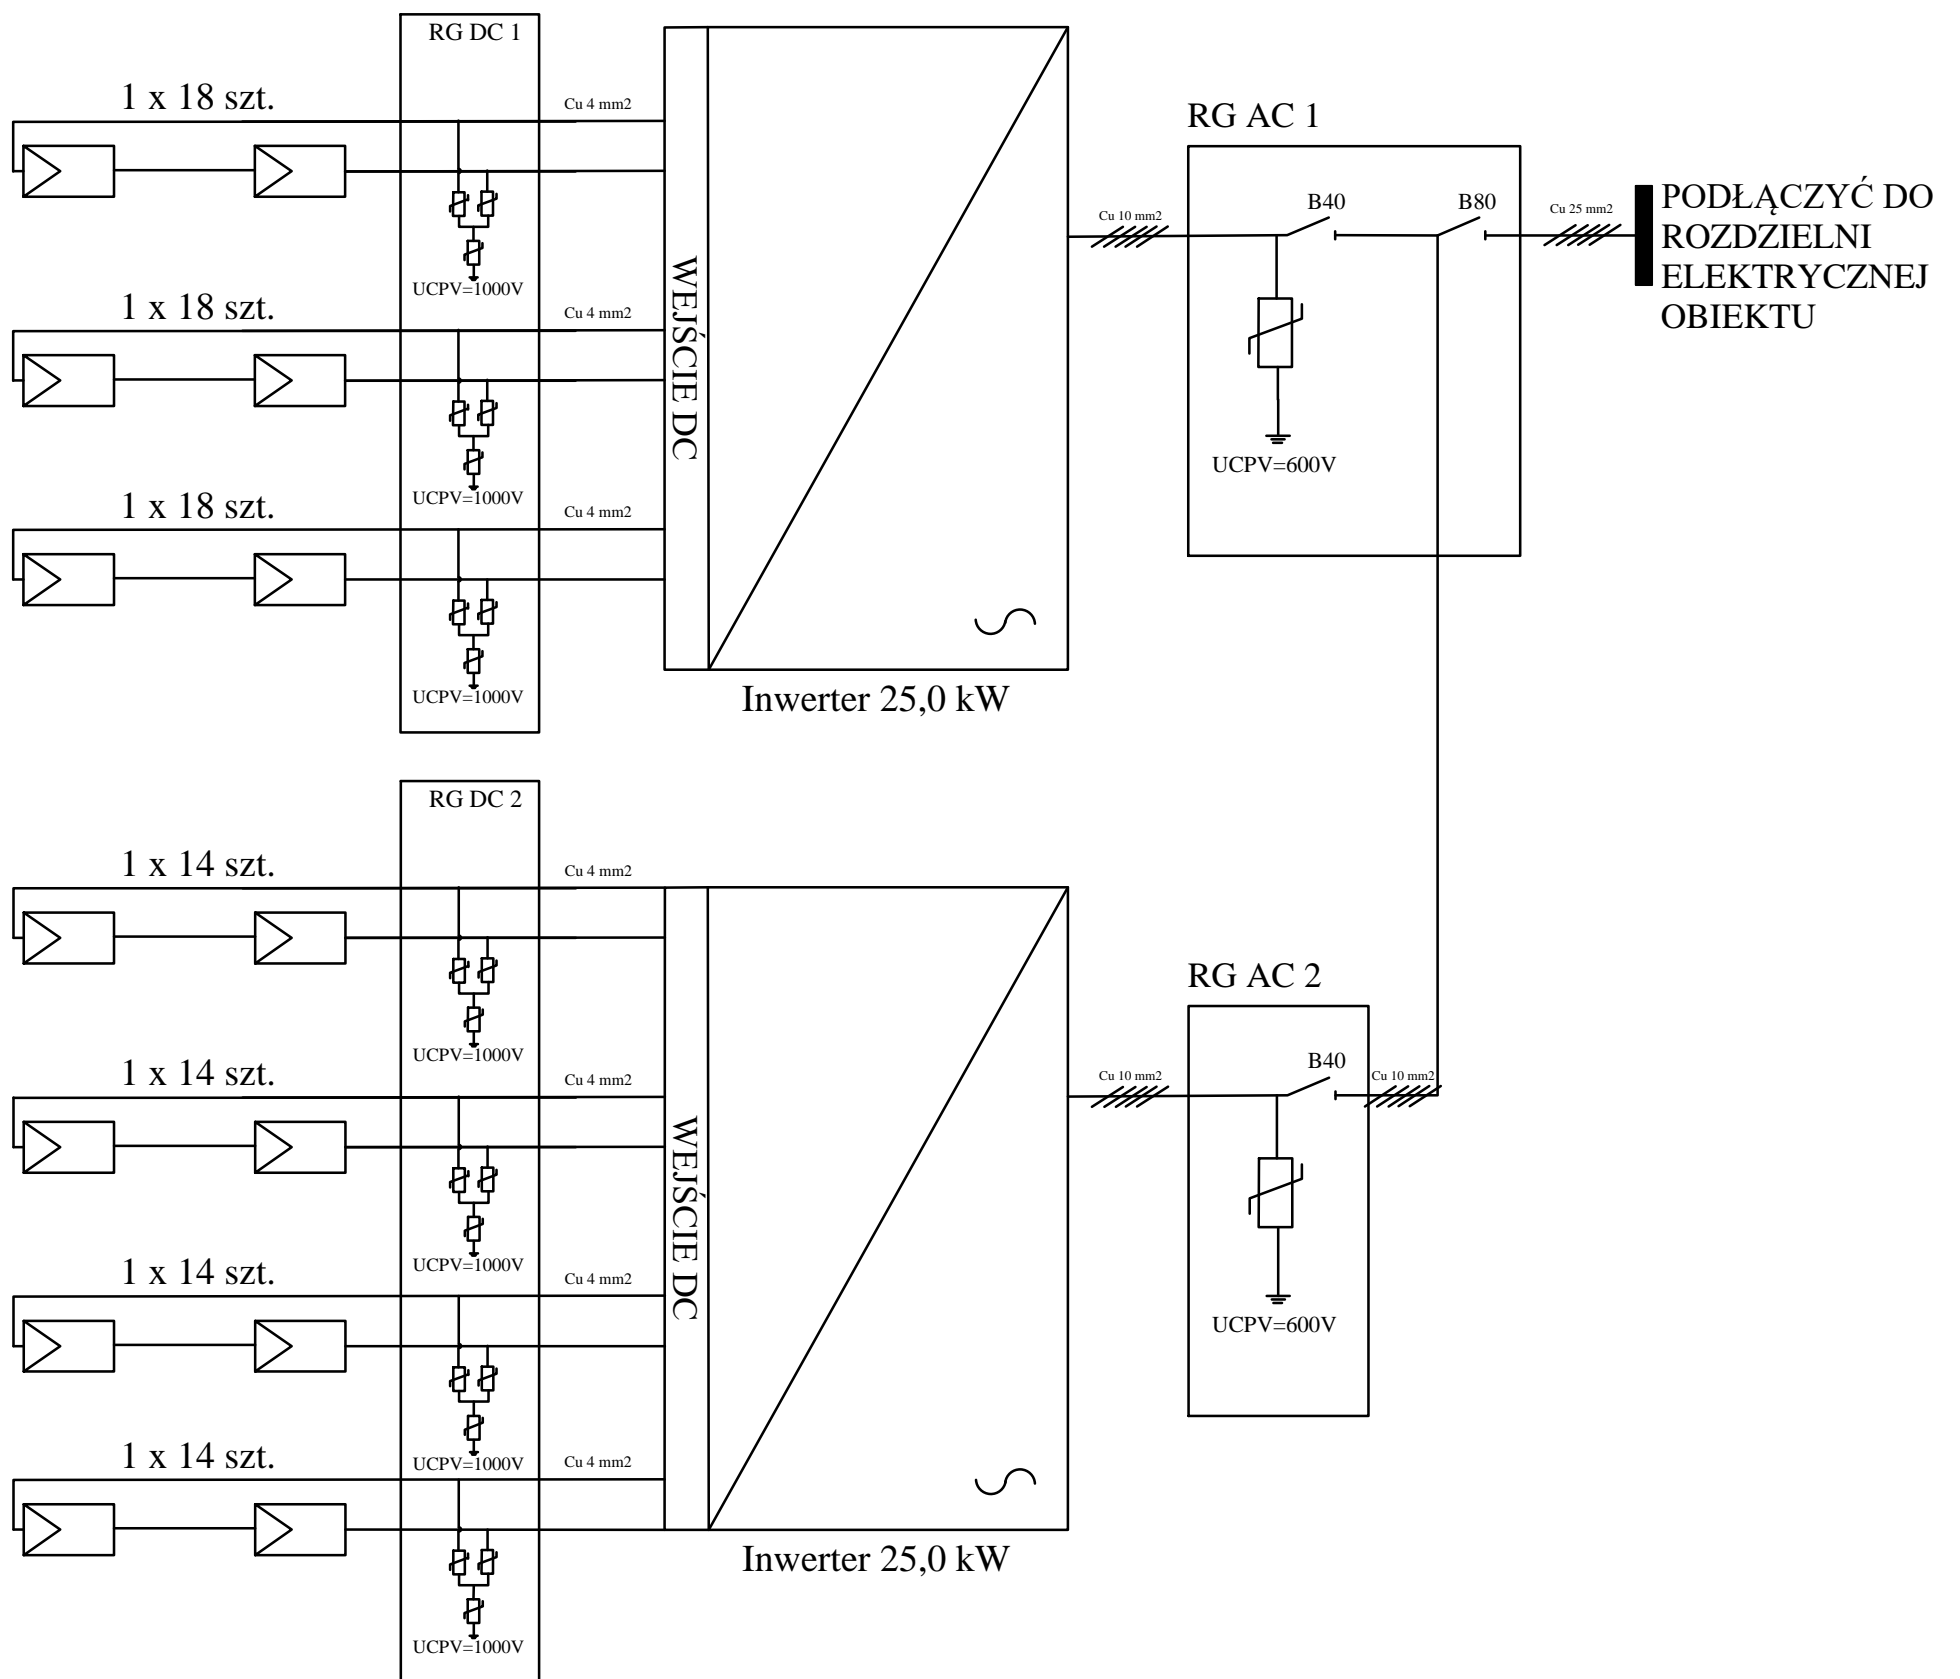 RG DC 1
1 x 18 szt.
Cu 4 mm2
UCPV=1000V
1 x 18 szt.
Cu 4 mm2
UCPV=1000V
1 x 18 szt.
Cu 4 mm2
UCPV=1000V
WEJŚCIE DC
Inwerter 25,0 kW
Cu 10 mm2
RG AC 1
B40
B80
UCPV=600V
Cu 25 mm2
PODŁĄCZYĆ DO
ROZDZIELNI
ELEKTRYCZNEJ
OBIEKTU
RG DC 2
1 x 14 szt.
Cu 4 mm2
UCPV=1000V
1 x 14 szt.
Cu 4 mm2
UCPV=1000V
1 x 14 szt.
Cu 4 mm2
UCPV=1000V
1 x 14 szt.
Cu 4 mm2
UCPV=1000V
WEJŚCIE DC
Inwerter 25,0 kW
Cu 10 mm2
RG AC 2
B40
UCPV=600V
Cu 10 mm2